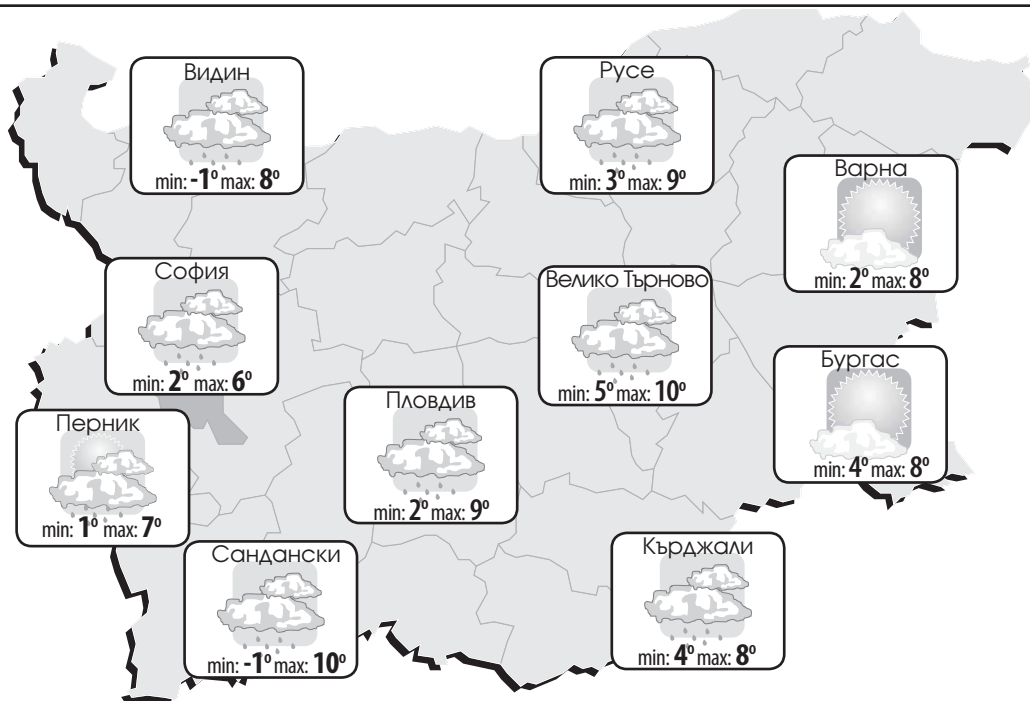 Видин
min: -1° max: 8°
Русе
min: 3° max: 9°
Варна
min: 2° max: 8°
София
min: 2° max: 6°
Велико Търново
min: 5° max: 10°
Бургас
min: 4° max: 8°
Пловдив
min: 2° max: 9°
Перник
min: 1° max: 7°
Сандански
min: -1° max: 10°
Кърджали
min: 4° max: 8°